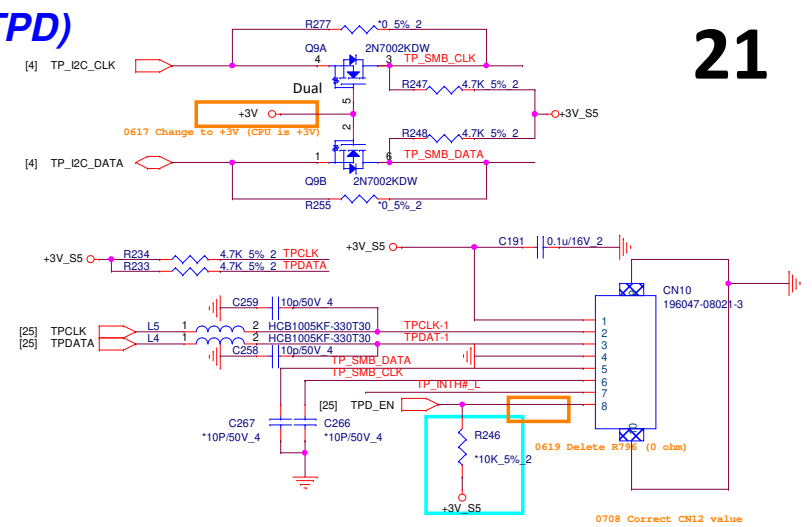 TPD)
21
R277 *0_5%_2
Q9A 2N7002KDW
[4] TP_I2C_CLK
4 3 TP_SMB_CLK
Dual
R247 4.7K_5%_2
5
+3V
+3V_S5
0617 Change to +3V (CPU is +3V)
2
R248 4.7K_5%_2
[4] TP_I2C_DATA
1 6 TP_SMB_DATA
Q9B 2N7002KDW
R255 *0_5%_2
+3V_S5
R234 4.7K_5%_2 TPCLK
R233 4.7K_5%_2 TPDATA
+3V_S5
C191 0.1u/16V_2
CN10
196047-08021-3
C259 10p/50V_4
[25] TPCLK L5 1 2 HCB1005KF-330T30 TPCLK-1
[25] TPDATA L4 1 2 HCB1005KF-330T30 TPDAT-1
C258 10p/50V_4
TP_SMB_DATA
TP_SMB_CLK
TP_INTH#_L
1
2
3
4
5
6
7
8
9
10
[25] TPD_EN
C267 C266
*10P/50V_4 *10P/50V_4
R246
*10K_5%_2
+3V_S5
0619 Delete R796 (0 ohm)
0708 Correct CN12 value